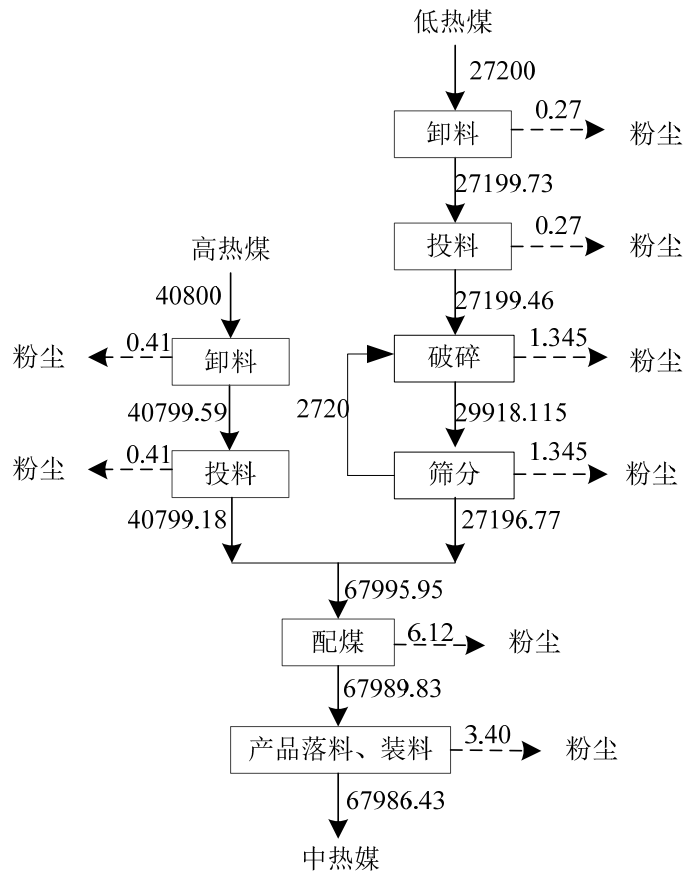 低热煤
27200
0.27
卸料
粉尘
27199.73
0.27
投料
粉尘
高热煤
27199.46
40800
粉尘
0.41
卸料
破碎
1.345
粉尘
40799.59
2720
29918.115
粉尘
0.41
投料
筛分
1.345
粉尘
40799.18
27196.77
67995.95
配煤
6.12
粉尘
67989.83
产品落料、装料
3.40
粉尘
67986.43
中热媒